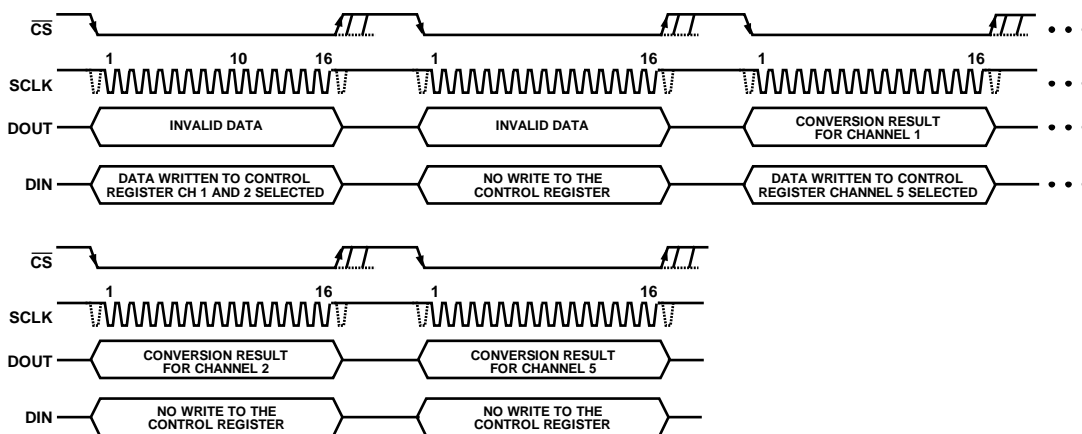 CS
1 10 16 1 16 1 16
SCLK
DOUT INVALID DATA INVALID DATA CONVERSION RESULT
FOR CHANNEL 1
DIN DATA WRITTEN TO CONTROL
REGISTER CH 1 AND 2 SELECTED
NO WRITE TO THE
CONTROL REGISTER
DATA WRITTEN TO CONTROL
REGISTER CHANNEL 5 SELECTED
CS
1 16 1 16
SCLK
DOUT CONVERSION RESULT
FOR CHANNEL 2
CONVERSION RESULT
FOR CHANNEL 5
DIN NO WRITE TO THE
CONTROL REGISTER
NO WRITE TO THE
CONTROL REGISTER